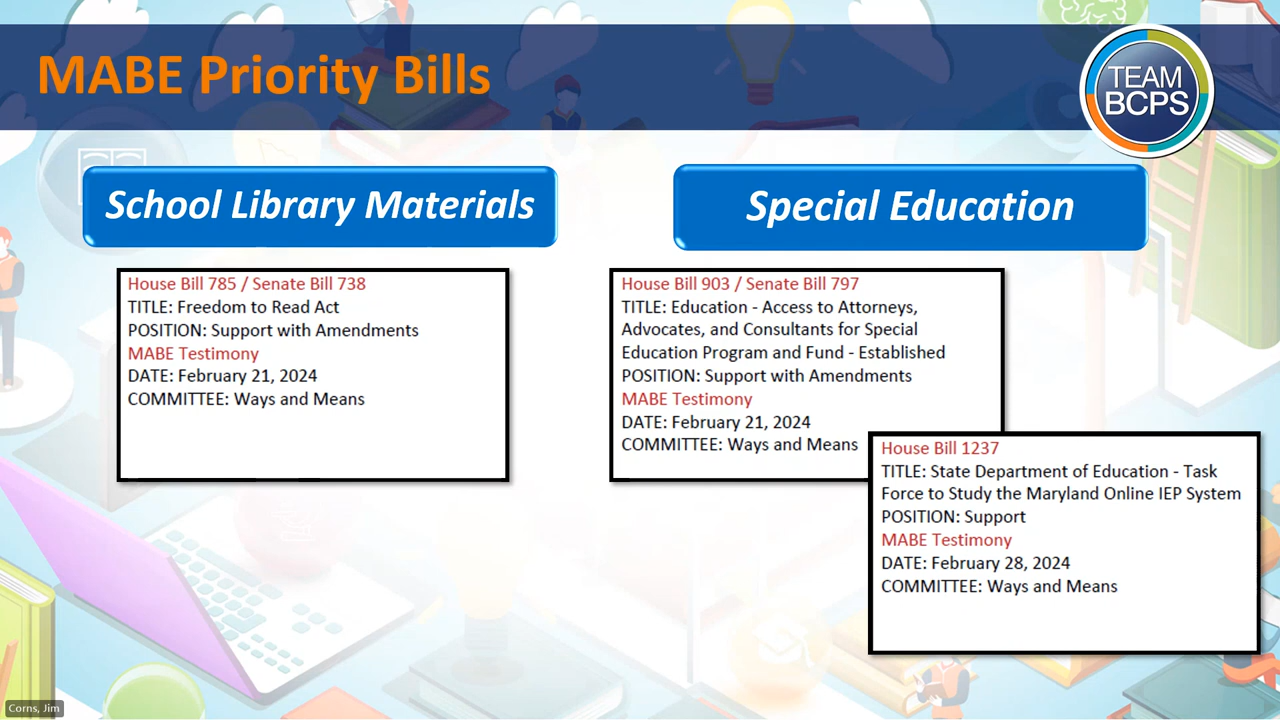 MABE Priority Bills
TEAM
BCPS
School Library Materials
House Bill 785 / Senate Bill 738
TITLE: Freedom to Read Act
POSITION: Support with Amendments
MABE Testimony
DATE: February 21, 2024
COMMITTEE: Ways and Means
Special Education
House Bill 903 / Senate Bill 797
TITLE: Education - Access to Attorneys,
Advocates, and Consultants for Special
Education Program and Fund - Established
POSITION: Support with Amendments
MABE Testimony
DATE: February 21, 2024
COMMITTEE: Ways and Means
House Bill 1237
TITLE: State Department of Education - Task
Force to Study the Maryland Online IEP System
POSITION: Support
MABE Testimony
DATE: February 28, 2024
COMMITTEE: Ways and Means
Corns, Jim